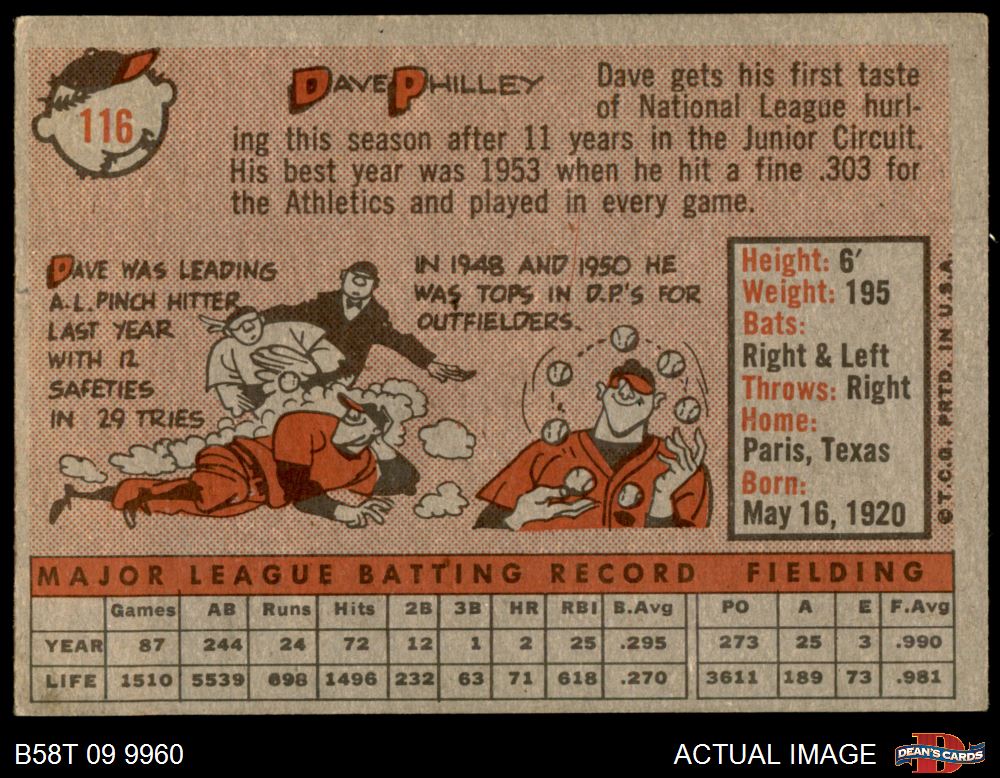 116
DAVE PHILLEY
Dave gets his first taste
of National League hurl-
ing this season after 11 years in the Junior Circuit.
His best year was 1953 when he hit a fine .303 for
the Athletics and played in every game.
DAVE WAS LEADING
A.L. PINCH HITTER
LAST YEAR
WITH 12
SAFETIES
IN 29 TRIES
IN 1948 AND 1950 HE
WAS TOPS IN D.P.'S FOR
OUTFIELDERS.
Height: 6'
Weight: 195
Bats:
Right & Left
Throws: Right
Home:
Paris, Texas
Born:
May 16, 1920
© T.C.G. PRTD. IN U.S.A.
MAJOR LEAGUE BATTING RECORD FIELDING
Games AB Runs Hits 2B 3B HR RBI B.Avg PO A E F.Avg
YEAR 87 244 24 72 12 1 2 25 .295 273 25 3 .990
LIFE 1510 5539 698 1496 232 63 71 618 .270 3611 189 73 .981
B58T 09 9960
ACTUAL IMAGE
DEAN'S CARDS